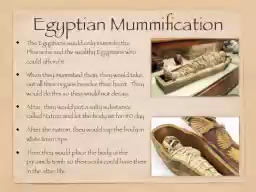 Egyptian Mummification
The Egyptians would only mummify the
Pharaohs and the wealthy Egyptians who
could afford it.
When they mummified them, they would take
out all their organs besides their heart. They
would do this so they would not decay.
After, they would put a salty substance
called Natron and let the body sit for 40 day
After the natron, they would wrap the body in
linen
Then they would place the body in the
pyramids tomb so they would could have them
in the after life.